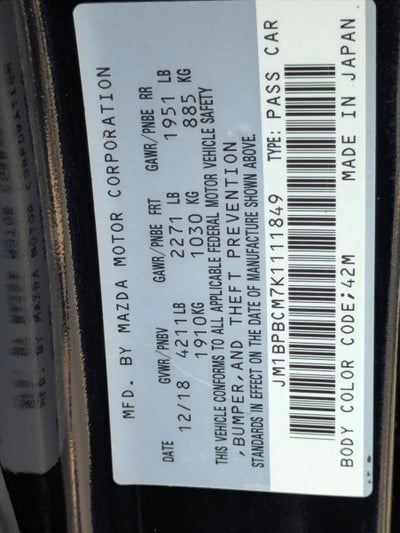 MFD. BY MAZDA MOTOR CORPORATION
GVWR/PNBV GAWR/PNBE FRT GAWR/PNBE RR
DATE 12/18 4211LB 2271 LB 1951 LB
1910KG 1030 KG 885 KG
THIS VEHICLE CONFORMS TO ALL APPLICABLE FEDERAL MOTOR VEHICLE SAFETY
,BUMPER,AND THEFT PREVENTION
STANDARDS IN EFFECT ON THE DATE OF MANUFACTURE SHOWN ABOVE.
JM1BPBCM7K1111849 TYPE: PASS CAR
BODY COLOR CODE;42M MADE IN JAPAN